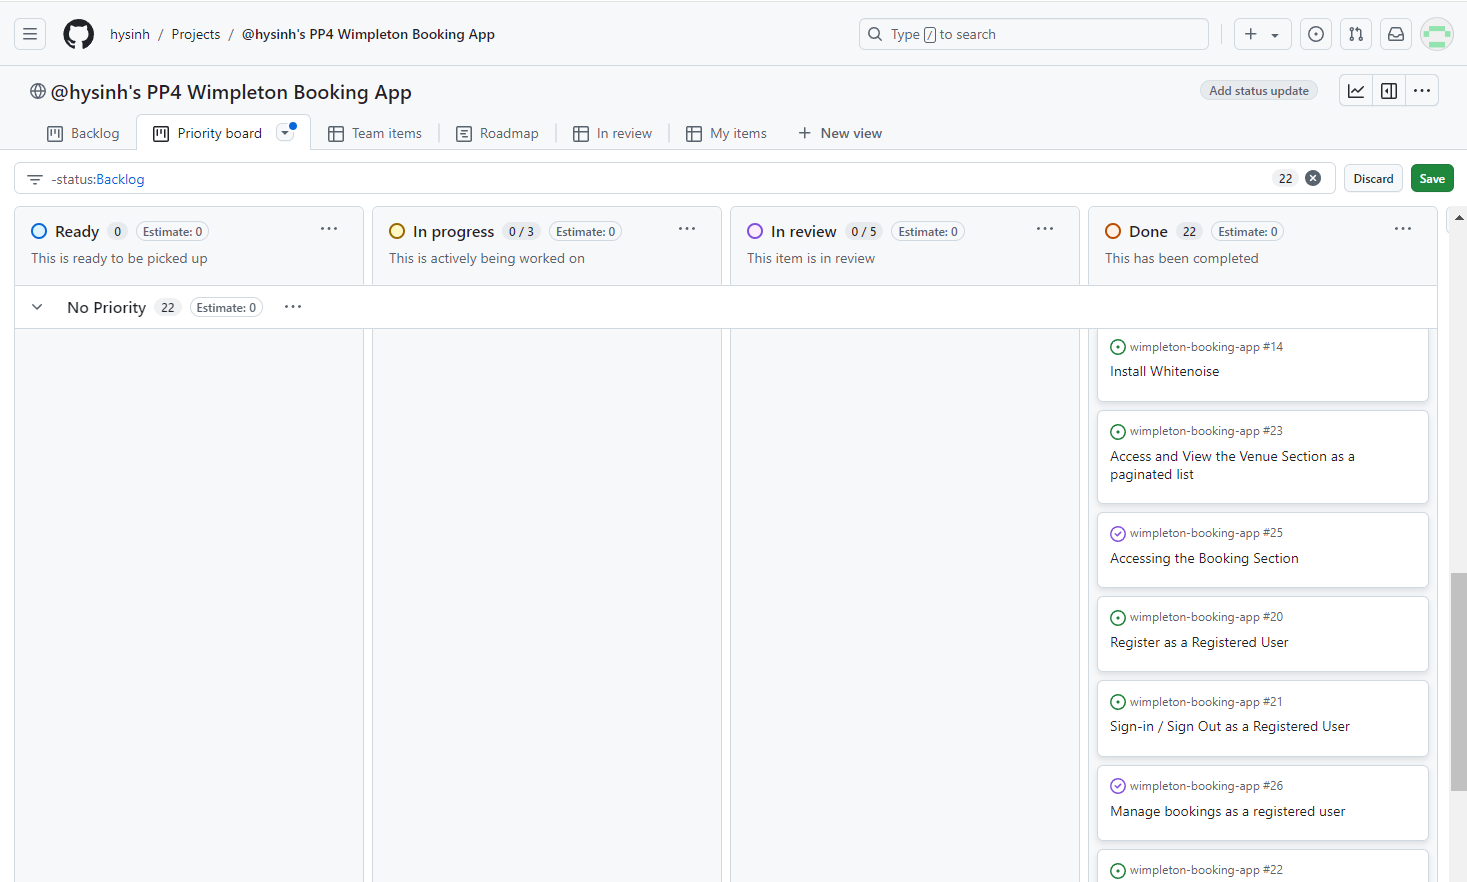 hysinh / Projects / @hysinh's PP4 Wimpleton Booking App
Type / to search
@hysinh's PP4 Wimpleton Booking App
Add status update
Backlog
Priority board
Team items
Roadmap
In review
My items
New view
-status:Backlog
22
Discard
Save
Ready 0 Estimate: 0
This is ready to be picked up
In progress 0 / 3 Estimate: 0
This is actively being worked on
In review 0 / 5 Estimate: 0
This item is in review
Done 22 Estimate: 0
This has been completed
No Priority 22 Estimate: 0
wimpleton-booking-app #14
Install Whitenoise
wimpleton-booking-app #23
Access and View the Venue Section as a
paginated list
wimpleton-booking-app #25
Accessing the Booking Section
wimpleton-booking-app #20
Register as a Registered User
wimpleton-booking-app #21
Sign-in / Sign Out as a Registered User
wimpleton-booking-app #26
Manage bookings as a registered user
wimpleton-booking-app #22